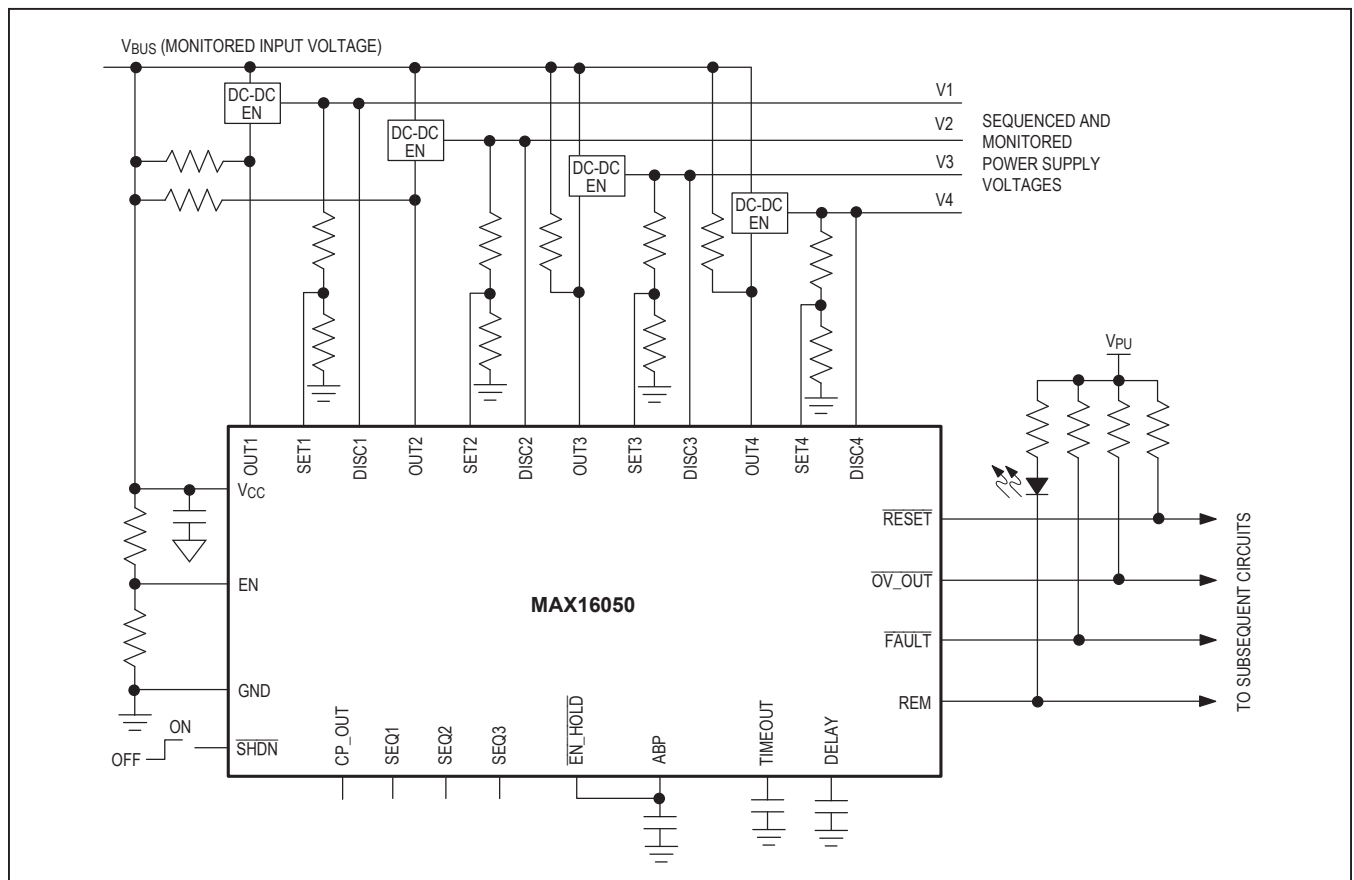 VBUS (MONITORED INPUT VOLTAGE)
DC-DC
EN
V1
DC-DC
EN
V2
DC-DC
EN
V3
DC-DC
EN
V4
SEQUENCED AND
MONITORED
POWER SUPPLY
VOLTAGES
VPU
OUT1
SET1
DISC1
OUT2
SET2
DISC2
OUT3
SET3
DISC3
OUT4
SET4
DISC4
VCC
EN
GND
SHDN
ON
OFF
MAX16050
RESET
OV_OUT
FAULT
REM
TO SUBSEQUENT CIRCUITS
CP_OUT
SEQ1
SEQ2
SEQ3
EN_HOLD
ABP
TIMEOUT
DELAY